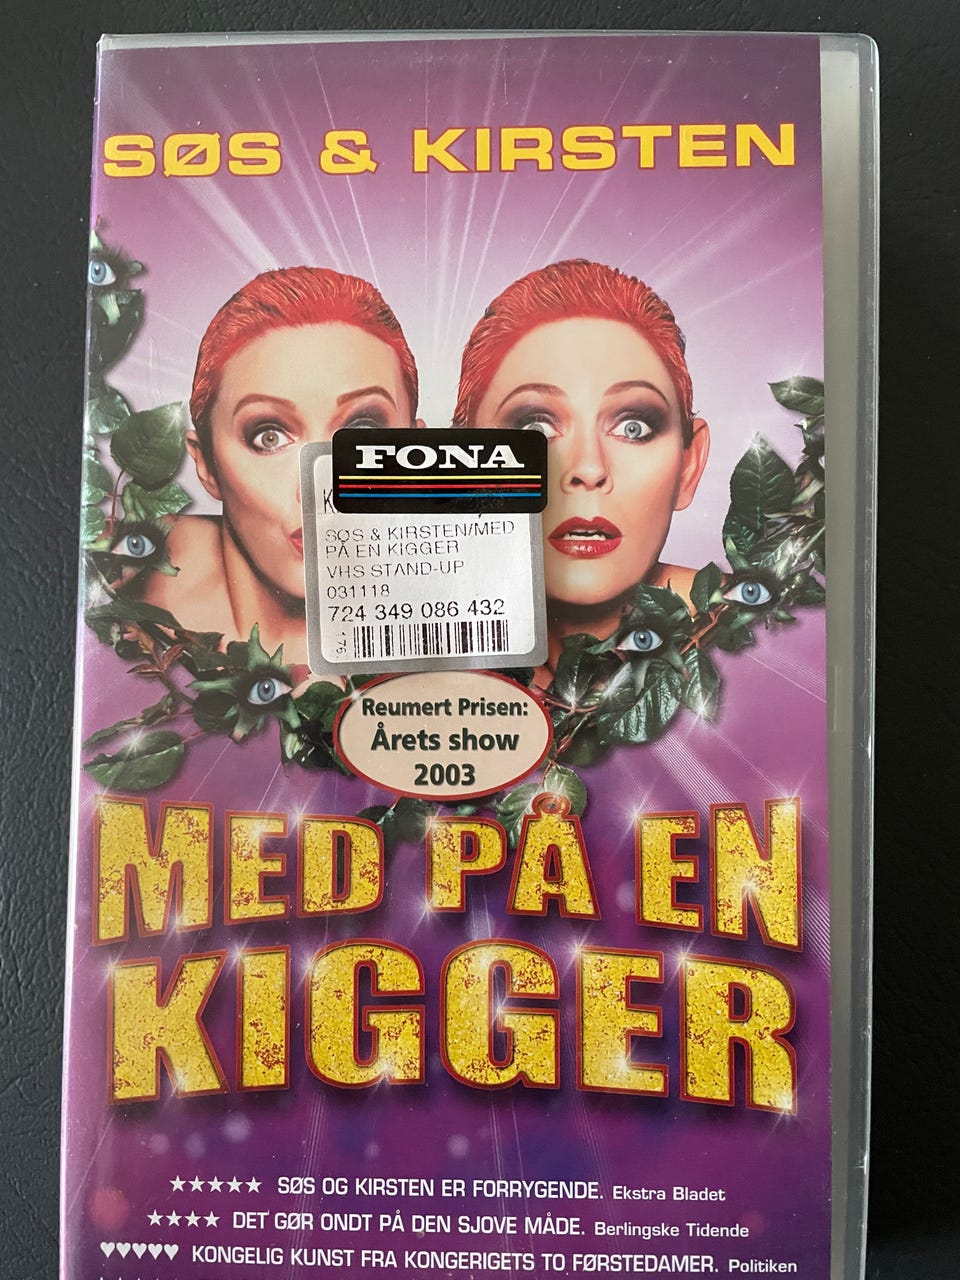 SØS & KIRSTEN
FONA
SØS & KIRSTEN/MED
PÅ EN KIGGER
VHS STAND-UP
031118
724 349 086 432
176.
Reumert Prisen:
Årets show
2003
MED PÅ EN
KIGGER
★★★★★ SØS OG KIRSTEN ER FORRYGENDE. Ekstra Bladet
★★★★ DET GØR ONDT PÅ DEN SJOVE MÅDE. Berlingske Tidende
♥♥♥♥♥ KONGELIG KUNST FRA KONGERIGETS TO FØRSTEDAMER. Politiken